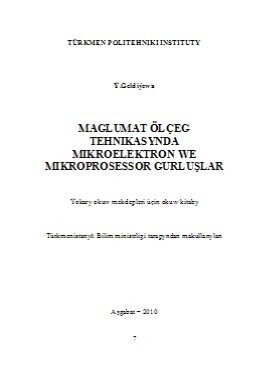 TÜRKMEN POLITEHNIKI INSTITUTY
Ý.Geldiýewa
MAGLUMAT ÖLÇEG
TEHNIKASYNDA
MIKROELEKTRON WE
MIKROPROSESSOR GURLUŞLAR
Ýokary okuw mekdepleri üçin okuw kitaby
Türkmenistanyň Bilim ministrligi tarapyndan makullanylan
Aşgabat – 2010
7